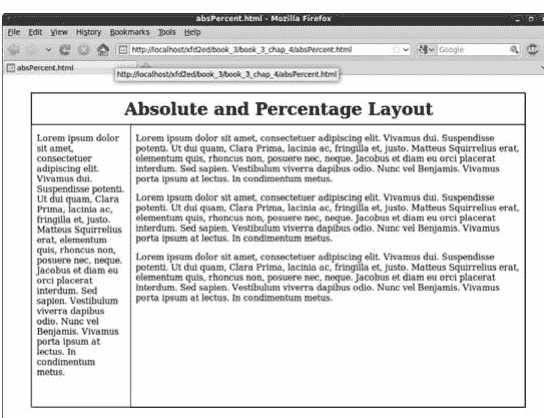 absPercent.html - Mozilla Firefox
File Edit View History Bookmarks Tools Help
http://localhost/xfd2ed/book_3/book_3_chap_4/absPercent.html
Google
absPercent.html
http://localhost/xfd2ed/book_3/book_3_chap_4/absPercent.html
Absolute and Percentage Layout
Lorem ipsum dolor
sit amet,
consectetuer
adipiscing elit.
Vivamus dui.
Suspendisse potenti.
Ut dui quam, Clara
Prima, lacinia ac,
fringilla et, justo.
Matteus Squirrelius
erat, elementum
quis, rhoncus non,
posuere nec, neque.
Jacobus et diam eu
orci placerat
interdum. Sed
sapien. Vestibulum
viverra dapibus
odio. Nunc vel
Benjamis. Vivamus
porta ipsum at
lectus. In
condimentum
metus.
Lorem ipsum dolor sit amet, consectetuer adipiscing elit. Vivamus dui. Suspendisse
potenti. Ut dui quam, Clara Prima, lacinia ac, fringilla et, justo. Matteus Squirrelius erat,
elementum quis, rhoncus non, posuere nec, neque. Jacobus et diam eu orci placerat
interdum. Sed sapien. Vestibulum viverra dapibus odio. Nunc vel Benjamis. Vivamus
porta ipsum at lectus. In condimentum metus.
Lorem ipsum dolor sit amet, consectetuer adipiscing elit. Vivamus dui. Suspendisse
potenti. Ut dui quam, Clara Prima, lacinia ac, fringilla et, justo. Matteus Squirrelius erat,
elementum quis, rhoncus non, posuere nec, neque. Jacobus et diam eu orci placerat
interdum. Sed sapien. Vestibulum viverra dapibus odio. Nunc vel Benjamis. Vivamus
porta ipsum at lectus. In condimentum metus.
Lorem ipsum dolor sit amet, consectetuer adipiscing elit. Vivamus dui. Suspendisse
potenti. Ut dui quam, Clara Prima, lacinia ac, fringilla et, justo. Matteus Squirrelius erat,
elementum quis, rhoncus non, posuere nec, neque. Jacobus et diam eu orci placerat
interdum. Sed sapien. Vestibulum viverra dapibus odio. Nunc vel Benjamis. Vivamus
porta ipsum at lectus. In condimentum metus.